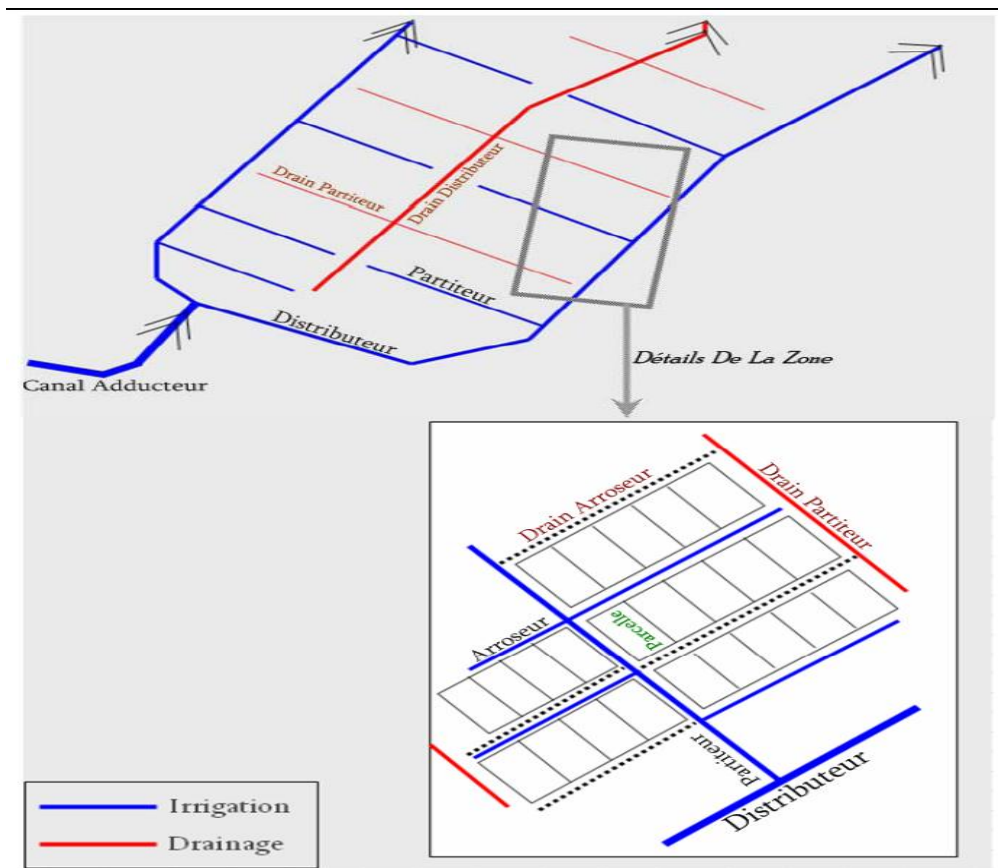 Drain Distributeur
Drain Partiteur
Partiteur
Distributeur
Détails De La Zone
Canal Adducteur
Drain Arroseur
Drain Partiteur
Parcelle
Arroseur
Partiteur
Distributeur
Irrigation
Drainage